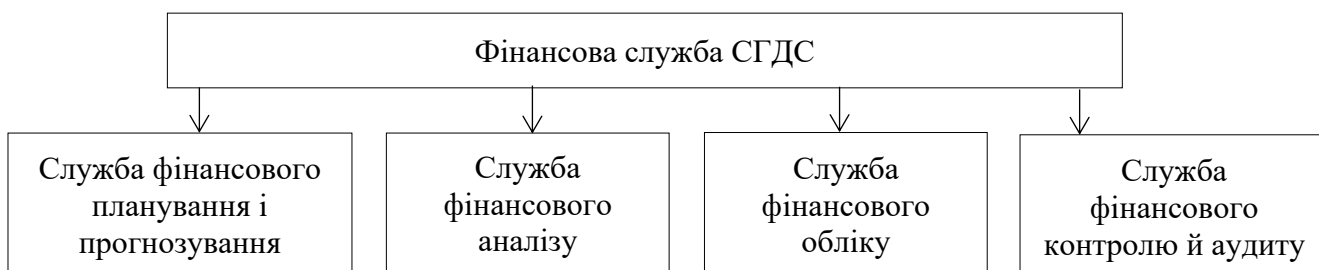 Фінансова служба СГДС
Служба фінансового
планування і
прогнозування
Служба
фінансового
аналізу
Служба
фінансового
обліку
Служба
фінансового
контролю й аудиту